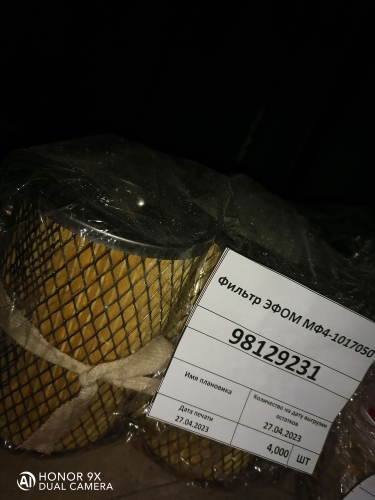 Фильтр ЭФОМ МФ4-1017050
98129231
Имя плановика
Количество на дату выгрузки
остатков
27.04.2023
Дата печати
27.04.2023
4,000 ШТ
HONOR 9X
DUAL CAMERA